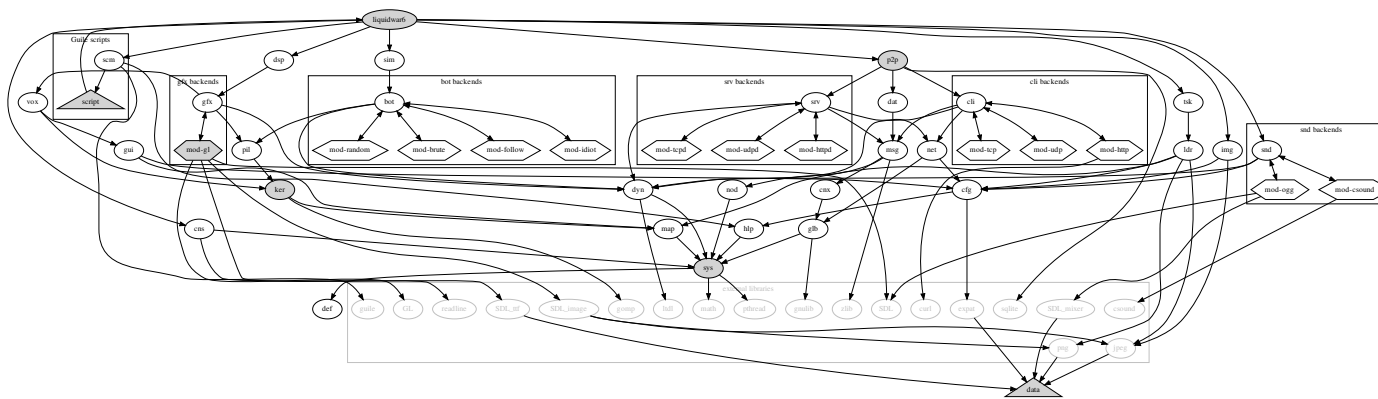 liquidwar6
Guile scripts
scm
dsp
sim
p2p
gfx backends
bot backends
srv backends
cli backends
vox
script
gfx
bot
srv
dat
cli
tsk
snd backends
gui
mod-gl
pil
mod-random
mod-brute
mod-follow
mod-idiot
mod-tcpd
mod-udpd
mod-httpd
msg
net
mod-tcp
mod-udp
mod-http
ldr
img
snd
ker
dyn
nod
cnx
cfg
mod-ogg
mod-csound
cns
map
hlp
glb
sys
external libraries
def
guile
GL
readline
SDL_ttf
SDL_image
gomp
ltdl
math
pthread
gnulib
zlib
SDL
curl
expat
sqlite
SDL_mixer
csound
png
jpeg
data